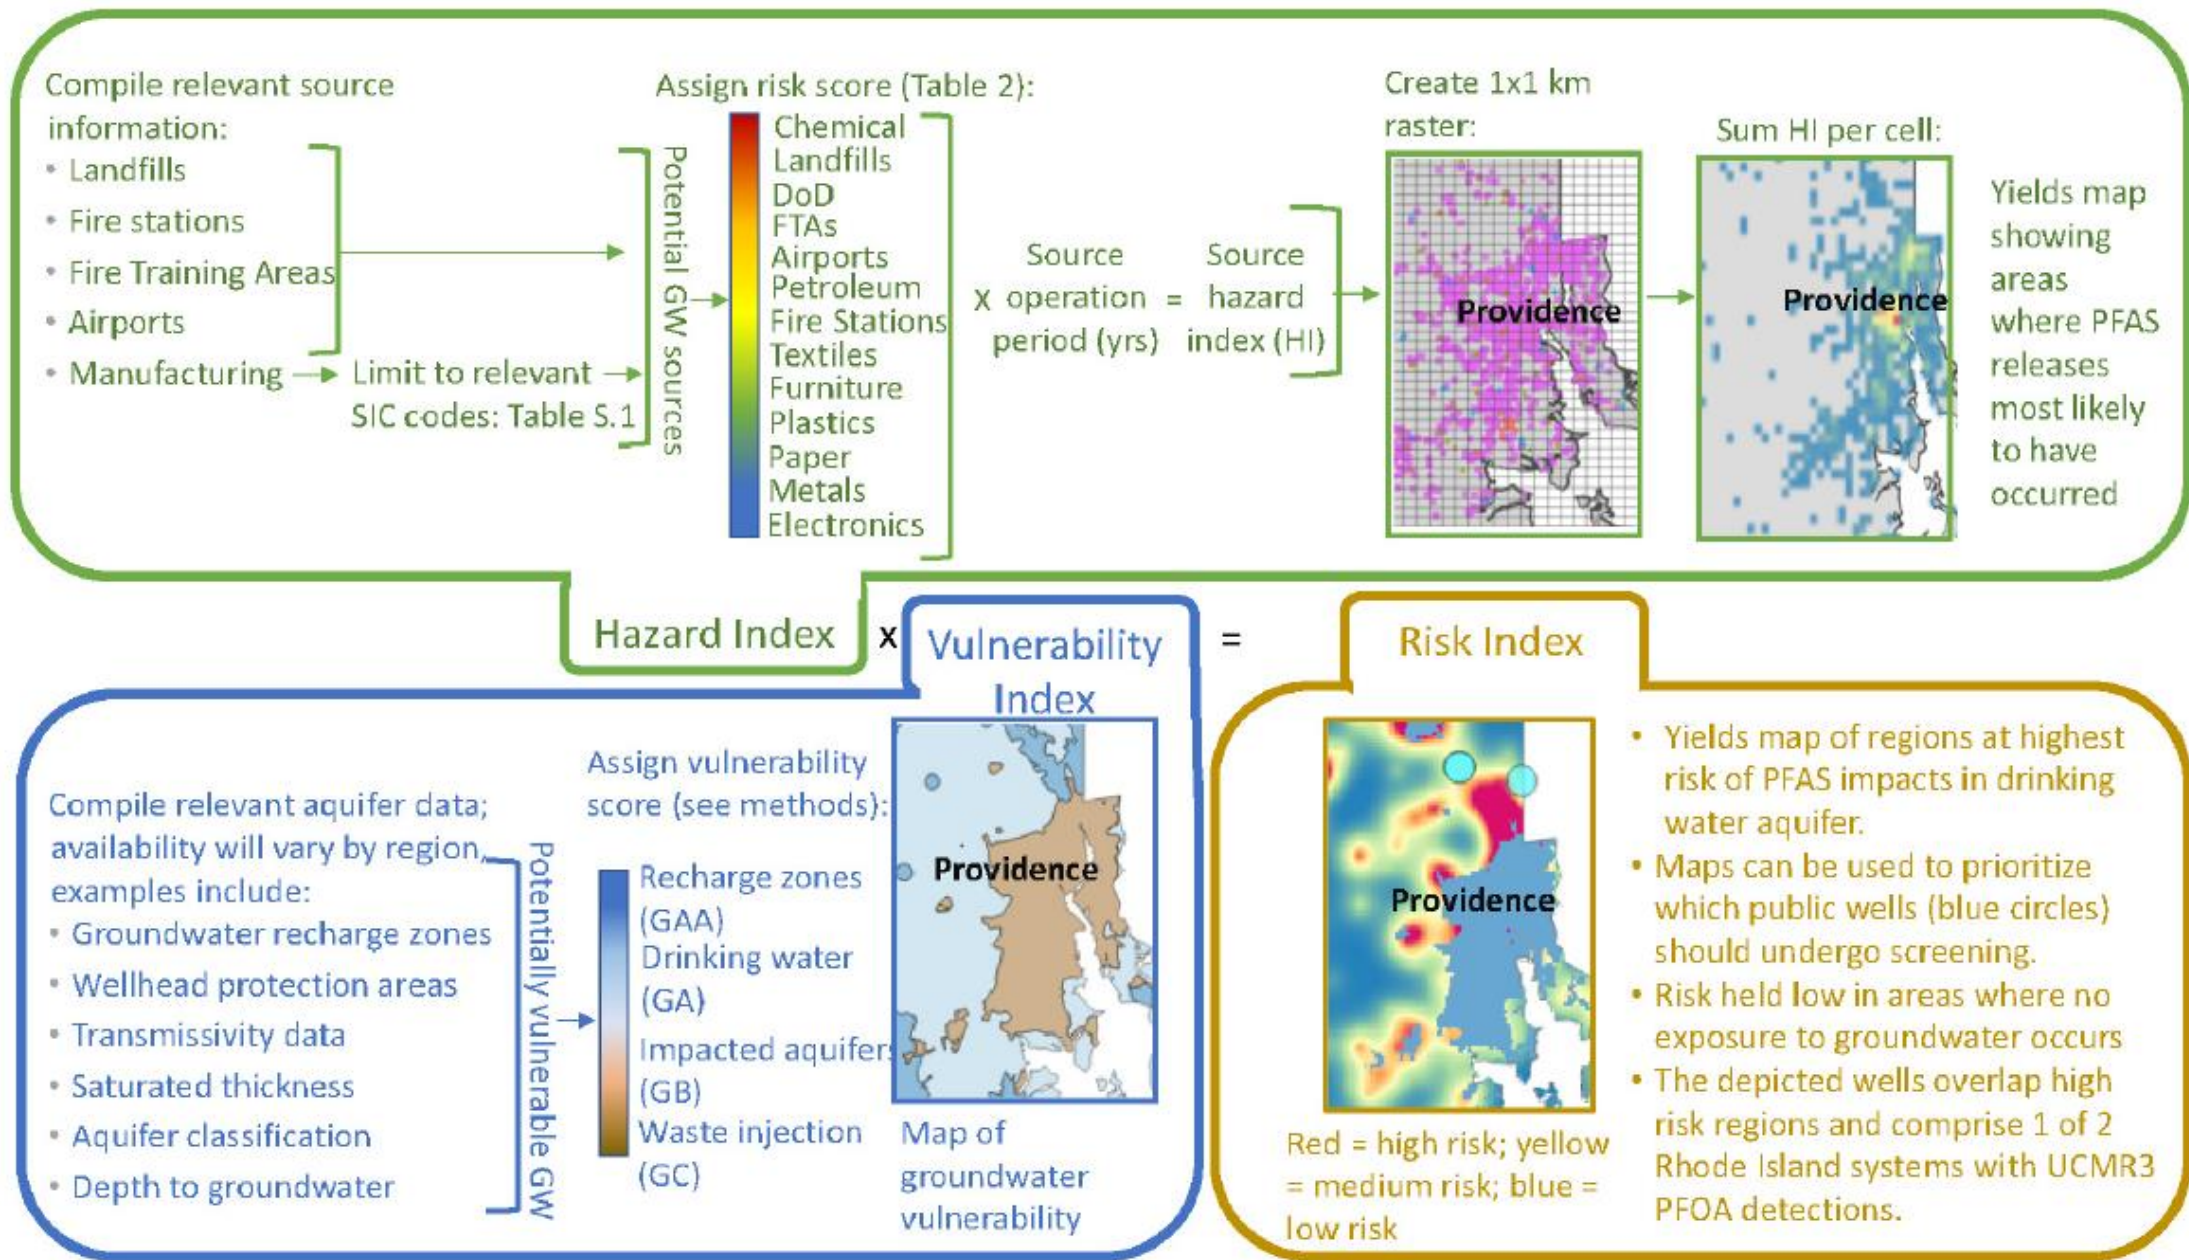 Compile relevant source
information:
• Landfills
• Fire stations
• Fire Training Areas
• Airports
• Manufacturing
Limit to relevant
SIC codes: Table S.1
Potential GW sources
Assign risk score (Table 2):
Chemical
Landfills
DoD
FTAs
Airports
Petroleum
Fire Stations
Textiles
Furniture
Plastics
Paper
Metals
Electronics
X
Source
operation
period (yrs)
=
Source
hazard
index (HI)
Create 1x1 km
raster:
Providence
Sum HI per cell:
Providence
Yields map
showing
areas
where PFAS
releases
most likely
to have
occurred
Hazard Index
x
Vulnerability
Index
=
Risk Index
Compile relevant aquifer data;
availability will vary by region,
examples include:
• Groundwater recharge zones
• Wellhead protection areas
• Transmissivity data
• Saturated thickness
• Aquifer classification
• Depth to groundwater
Potentially vulnerable GW
Assign vulnerability
score (see methods):
Recharge zones
(GAA)
Drinking water
(GA)
Impacted aquifers
(GB)
Waste injection
(GC)
Providence
Map of
groundwater
vulnerability
Providence
Red = high risk; yellow
= medium risk; blue =
low risk
• Yields map of regions at highest
risk of PFAS impacts in drinking
water aquifer.
• Maps can be used to prioritize
which public wells (blue circles)
should undergo screening.
• Risk held low in areas where no
exposure to groundwater occurs
• The depicted wells overlap high
risk regions and comprise 1 of 2
Rhode Island systems with UCMR3
PFOA detections.